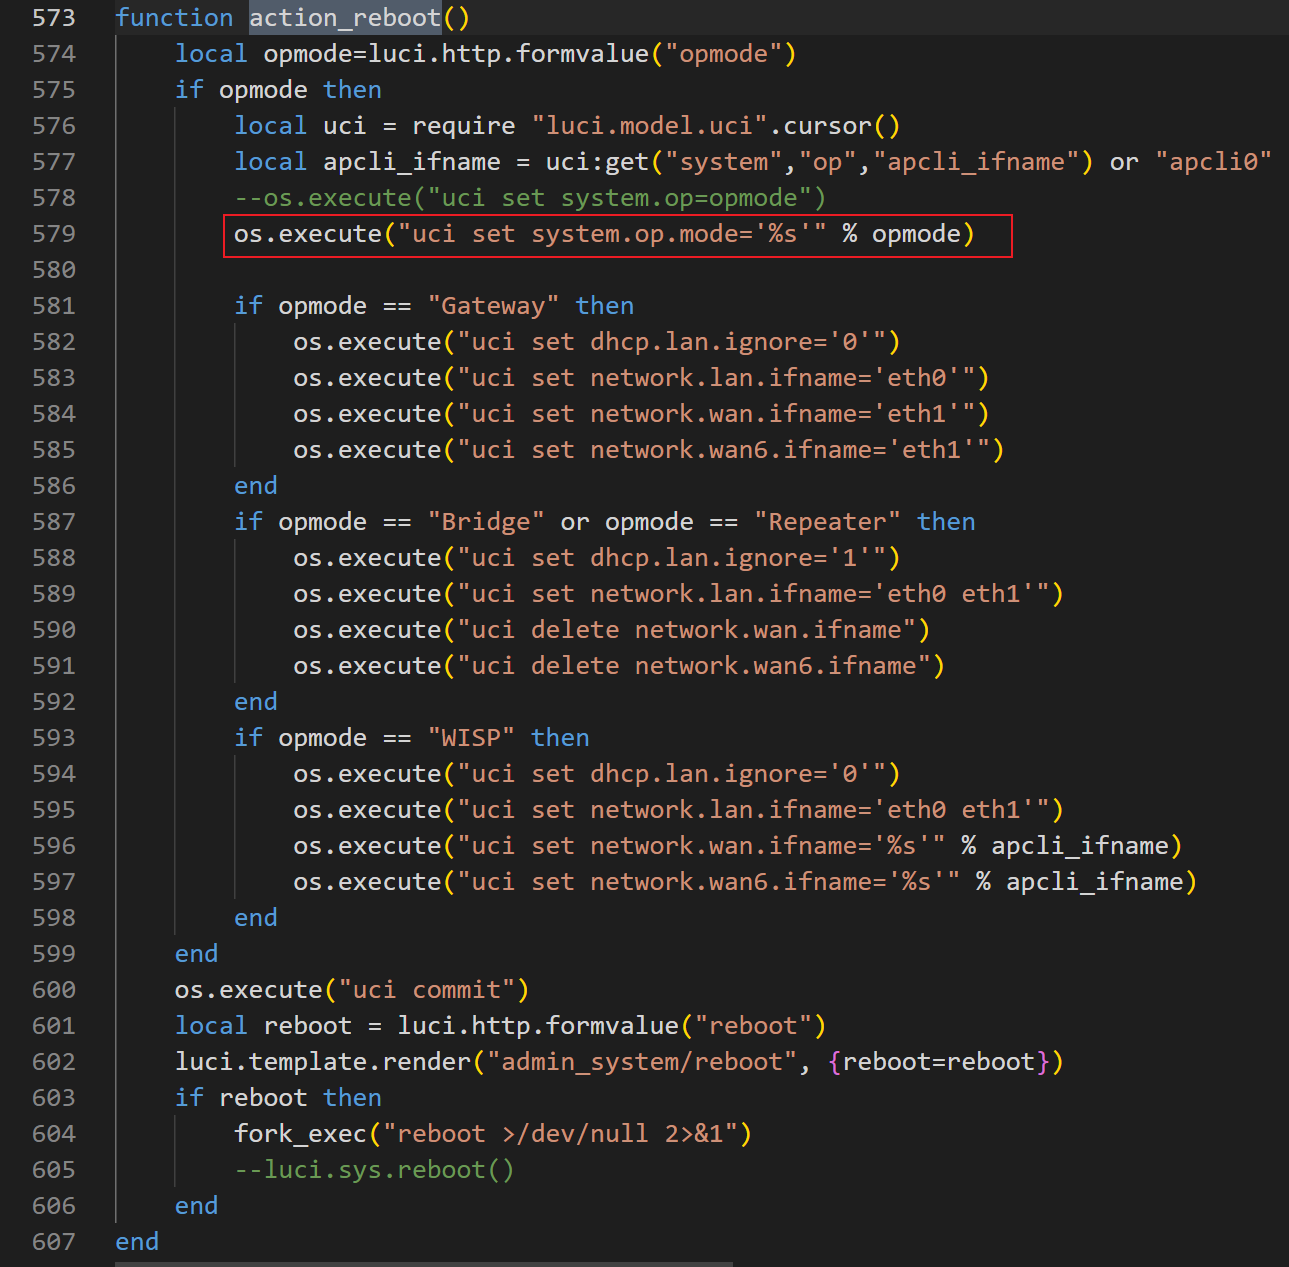 573 function action_reboot()
574     local opmode=luci.http.formvalue("opmode")
575     if opmode then
576         local uci = require "luci.model.uci".cursor()
577         local apcli_ifname = uci:get("system","op","apcli_ifname") or "apcli0"
578         --os.execute("uci set system.op=opmode")
579         os.execute("uci set system.op.mode='%s'" % opmode)
580
581         if opmode == "Gateway" then
582             os.execute("uci set dhcp.lan.ignore='0'")
583             os.execute("uci set network.lan.ifname='eth0'")
584             os.execute("uci set network.wan.ifname='eth1'")
585             os.execute("uci set network.wan6.ifname='eth1'")
586         end
587         if opmode == "Bridge" or opmode == "Repeater" then
588             os.execute("uci set dhcp.lan.ignore='1'")
589             os.execute("uci set network.lan.ifname='eth0 eth1'")
590             os.execute("uci delete network.wan.ifname")
591             os.execute("uci delete network.wan6.ifname")
592         end
593         if opmode == "WISP" then
594             os.execute("uci set dhcp.lan.ignore='0'")
595             os.execute("uci set network.lan.ifname='eth0 eth1'")
596             os.execute("uci set network.wan.ifname='%s'" % apcli_ifname)
597             os.execute("uci set network.wan6.ifname='%s'" % apcli_ifname)
598         end
599     end
600     os.execute("uci commit")
601     local reboot = luci.http.formvalue("reboot")
602     luci.template.render("admin_system/reboot", {reboot=reboot})
603     if reboot then
604         fork_exec("reboot >/dev/null 2>&1")
605         --luci.sys.reboot()
606     end
607 end